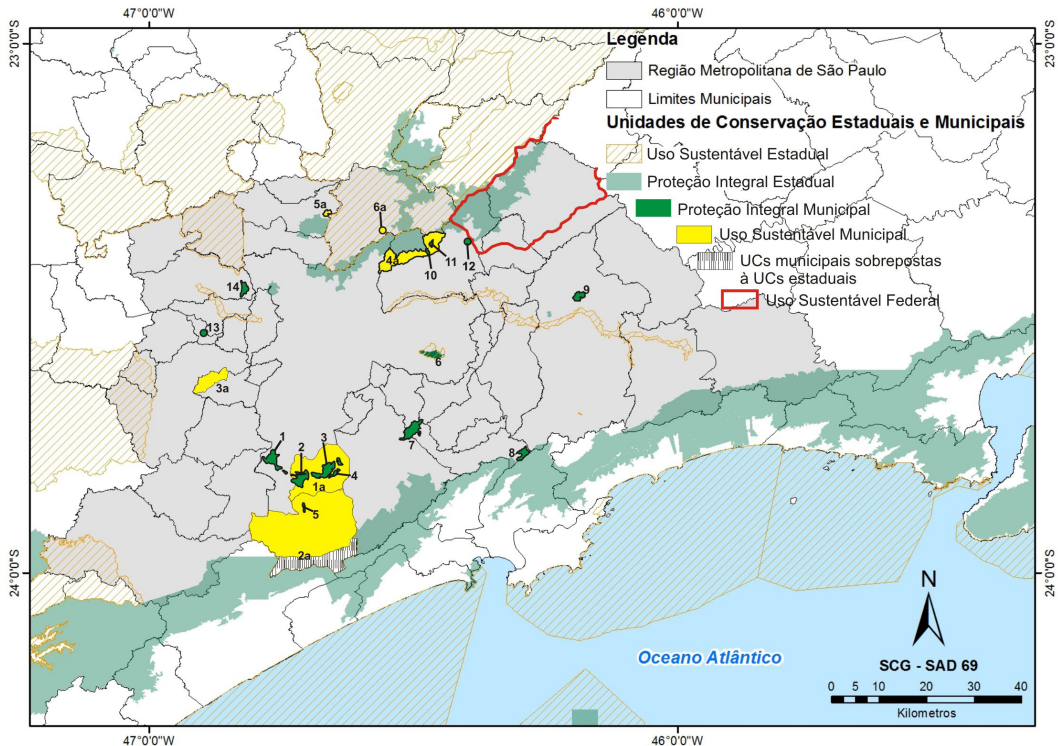 47°0'0"W
46°0'0"W
23°0'0"S
23°0'0"S
Legenda
Região Metropolitana de São Paulo
Limites Municipais
Unidades de Conservação Estaduais e Municipais
Uso Sustentável Estadual
Proteção Integral Estadual
Proteção Integral Municipal
Uso Sustentável Municipal
UCs municipais sobrepostas
à UCs estaduais
Uso Sustentável Federal
5a
6a
4a
11
10
12
14
9
13
6
3a
7
1
2
3
8
4
1a
5
2a
24°0'0"S
24°0'0"S
N
Oceano Atlântico
SCG - SAD 69
0 5 10 20 30 40
Kilometros
47°0'0"W
46°0'0"W